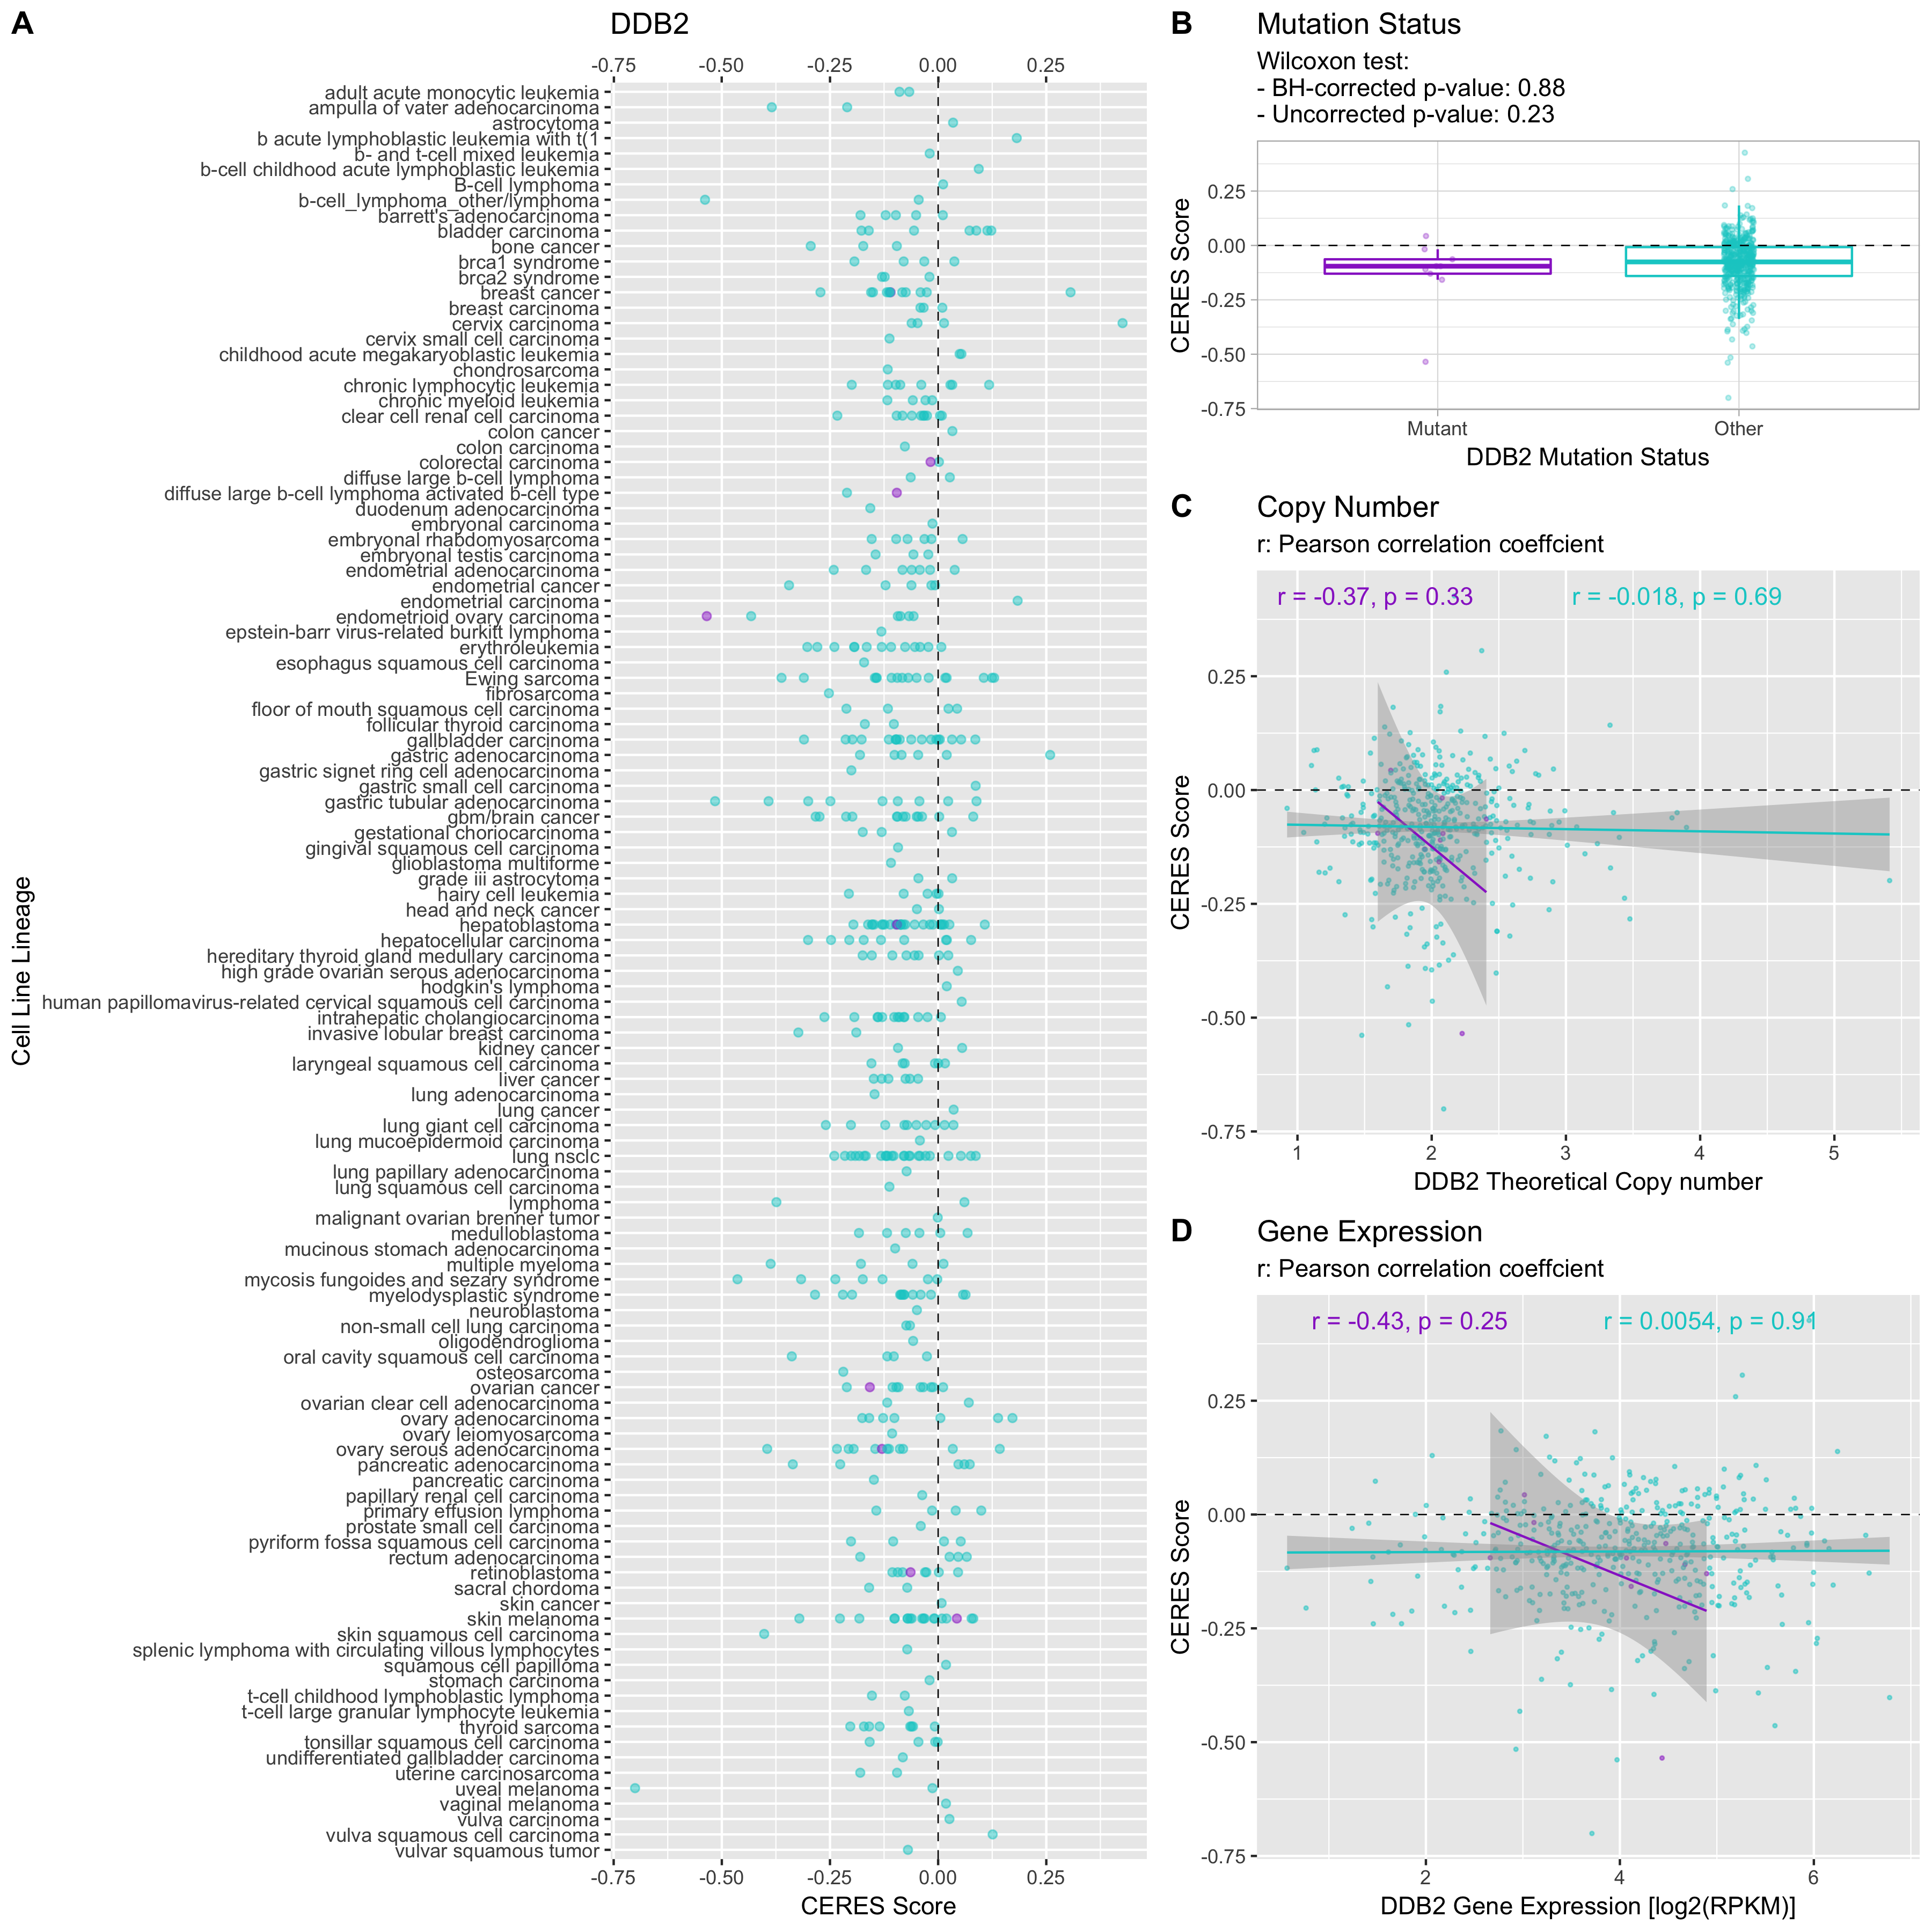 A
DDB2
-0.75 -0.50 -0.25 0.00 0.25
Cell Line Lineage
adult acute monocytic leukemia
ampulla of vater adenocarcinoma
astrocytoma
b acute lymphoblastic leukemia with t(1
b- and t-cell mixed leukemia
b-cell childhood acute lymphoblastic leukemia
B-cell lymphoma
b-cell_lymphoma_other/lymphoma
barrett's adenocarcinoma
bladder carcinoma
bone cancer
brca1 syndrome
brca2 syndrome
breast cancer
breast carcinoma
cervix carcinoma
cervix small cell carcinoma
childhood acute megakaryoblastic leukemia
chondrosarcoma
chronic lymphocytic leukemia
chronic myeloid leukemia
clear cell renal cell carcinoma
colon cancer
colon carcinoma
colorectal carcinoma
diffuse large b-cell lymphoma
diffuse large b-cell lymphoma activated b-cell type
duodenum adenocarcinoma
embryonal carcinoma
embryonal rhabdomyosarcoma
embryonal testis carcinoma
endometrial adenocarcinoma
endometrial cancer
endometrial carcinoma
endometrioid ovary carcinoma
epstein-barr virus-related burkitt lymphoma
erythroleukemia
esophagus squamous cell carcinoma
Ewing sarcoma
fibrosarcoma
floor of mouth squamous cell carcinoma
follicular thyroid carcinoma
gallbladder carcinoma
gastric adenocarcinoma
gastric signet ring cell adenocarcinoma
gastric small cell carcinoma
gastric tubular adenocarcinoma
gbm/brain cancer
gestational choriocarcinoma
gingival squamous cell carcinoma
glioblastoma multiforme
grade iii astrocytoma
hairy cell leukemia
head and neck cancer
hepatoblastoma
hepatocellular carcinoma
hereditary thyroid gland medullary carcinoma
high grade ovarian serous adenocarcinoma
hodgkin's lymphoma
human papillomavirus-related cervical squamous cell carcinoma
intrahepatic cholangiocarcinoma
invasive lobular breast carcinoma
kidney cancer
laryngeal squamous cell carcinoma
liver cancer
lung adenocarcinoma
lung cancer
lung giant cell carcinoma
lung mucoepidermoid carcinoma
lung nsclc
lung papillary adenocarcinoma
lung squamous cell carcinoma
lymphoma
malignant ovarian brenner tumor
medulloblastoma
mucinous stomach adenocarcinoma
multiple myeloma
mycosis fungoides and sezary syndrome
myelodysplastic syndrome
neuroblastoma
non-small cell lung carcinoma
oligodendroglioma
oral cavity squamous cell carcinoma
osteosarcoma
ovarian cancer
ovarian clear cell adenocarcinoma
ovary adenocarcinoma
ovary leiomyosarcoma
ovary serous adenocarcinoma
pancreatic adenocarcinoma
pancreatic carcinoma
papillary renal cell carcinoma
primary effusion lymphoma
prostate small cell carcinoma
pyriform fossa squamous cell carcinoma
rectum adenocarcinoma
retinoblastoma
sacral chordoma
skin cancer
skin melanoma
skin squamous cell carcinoma
splenic lymphoma with circulating villous lymphocytes
squamous cell papilloma
stomach carcinoma
t-cell childhood lymphoblastic lymphoma
t-cell large granular lymphocyte leukemia
thyroid sarcoma
tonsillar squamous cell carcinoma
undifferentiated gallbladder carcinoma
uterine carcinosarcoma
uveal melanoma
vaginal melanoma
vulva carcinoma
vulva squamous cell carcinoma
vulvar squamous tumor
-0.75 -0.50 -0.25 0.00 0.25
CERES Score
B
Mutation Status
Wilcoxon test:
- BH-corrected p-value: 0.88
- Uncorrected p-value: 0.23
CERES Score
0.25
0.00
-0.25
-0.50
-0.75
Mutant Other
DDB2 Mutation Status
C
Copy Number
r: Pearson correlation coeffcient
r = -0.37, p = 0.33 r = -0.018, p = 0.69
CERES Score
0.25
0.00
-0.25
-0.50
-0.75
1 2 3 4 5
DDB2 Theoretical Copy number
D
Gene Expression
r: Pearson correlation coeffcient
r = -0.43, p = 0.25 r = 0.0054, p = 0.91
CERES Score
0.25
0.00
-0.25
-0.50
-0.75
2 4 6
DDB2 Gene Expression [log2(RPKM)]